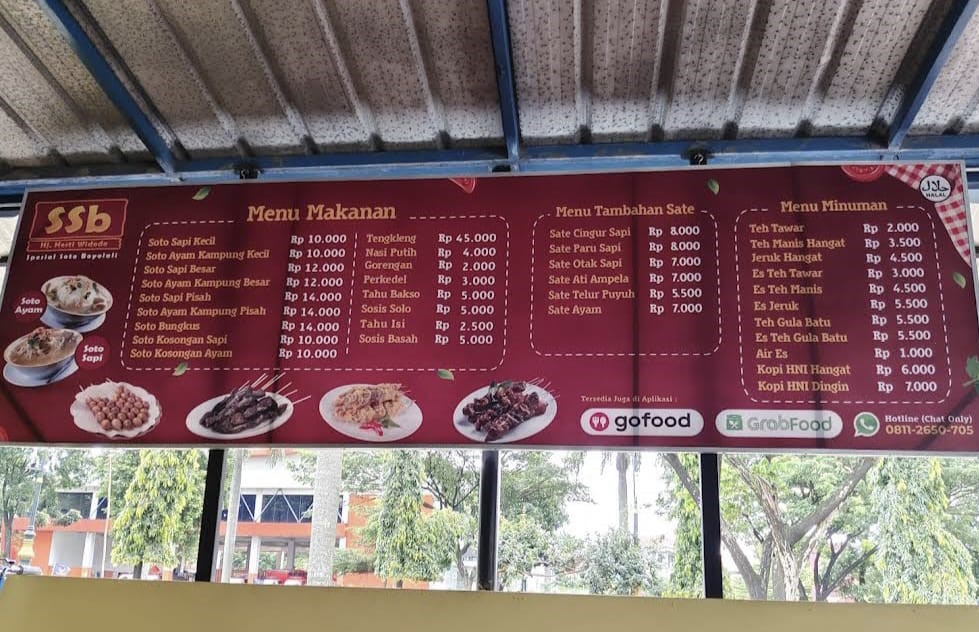 SSb
Hj. Mesti Widodo
Spesial Soto Boyolali
Soto Ayam
Soto Sapi
Menu Makanan
Soto Sapi Kecil Rp 10.000
Soto Ayam Kampung Kecil Rp 10.000
Soto Sapi Besar Rp 12.000
Soto Ayam Kampung Besar Rp 12.000
Soto Sapi Pisah Rp 14.000
Soto Ayam Kampung Pisah Rp 14.000
Soto Bungkus Rp 14.000
Soto Kosongan Sapi Rp 10.000
Soto Kosongan Ayam Rp 10.000
Tengkleng Rp 45.000
Nasi Putih Rp 4.000
Gorengan Rp 2.000
Perkedel Rp 3.000
Tahu Bakso Rp 5.000
Sosis Solo Rp 5.000
Tahu Isi Rp 2.500
Sosis Basah Rp 5.000
Menu Tambahan Sate
Sate Cingur Sapi Rp 8.000
Sate Paru Sapi Rp 8.000
Sate Otak Sapi Rp 7.000
Sate Ati Ampela Rp 7.000
Sate Telur Puyuh Rp 5.500
Sate Ayam Rp 7.000
Menu Minuman
Teh Tawar Rp 2.000
Teh Manis Hangat Rp 3.500
Jeruk Hangat Rp 4.500
Es Teh Tawar Rp 3.000
Es Teh Manis Rp 4.500
Es Jeruk Rp 5.500
Teh Gula Batu Rp 5.500
Es Teh Gula Batu Rp 5.500
Air Es Rp 1.000
Kopi HNI Hangat Rp 6.000
Kopi HNI Dingin Rp 7.000
حلال
HALAL
Tersedia Juga di Aplikasi :
gofood
GrabFood
Hotline (Chat Only)
0811-2650-705